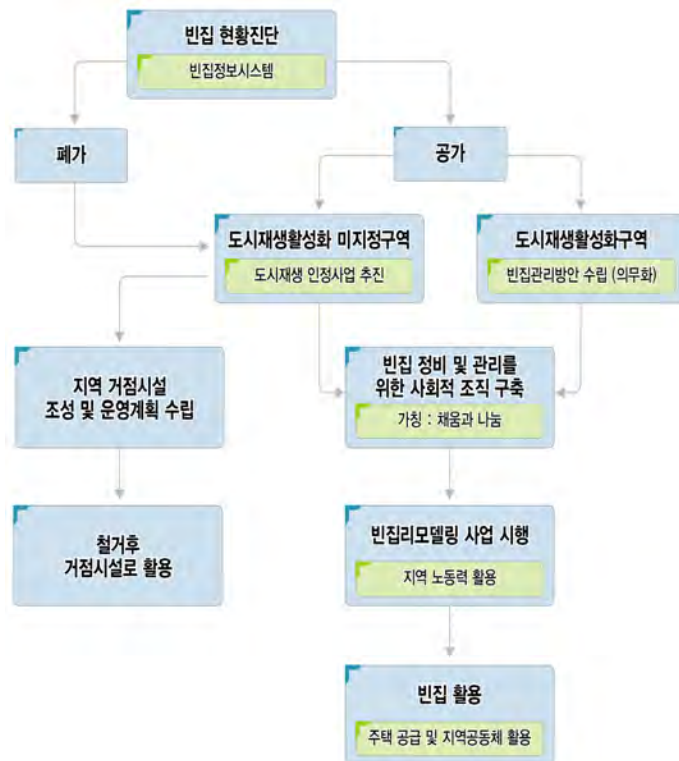 빈집 현황진단
빈집정보시스템
폐가
공가
도시재생활성화 미지정구역
도시재생 인정사업 추진
도시재생활성화구역
빈집관리방안 수립 (의무화)
지역 거점시설
조성 및 운영계획 수립
빈집 정비 및 관리를
위한 사회적 조직 구축
가칭 : 채움과 나눔
철거후
거점시설로 활용
빈집리모델링 사업 시행
지역 노동력 활용
빈집 활용
주택 공급 및 지역공동체 활용